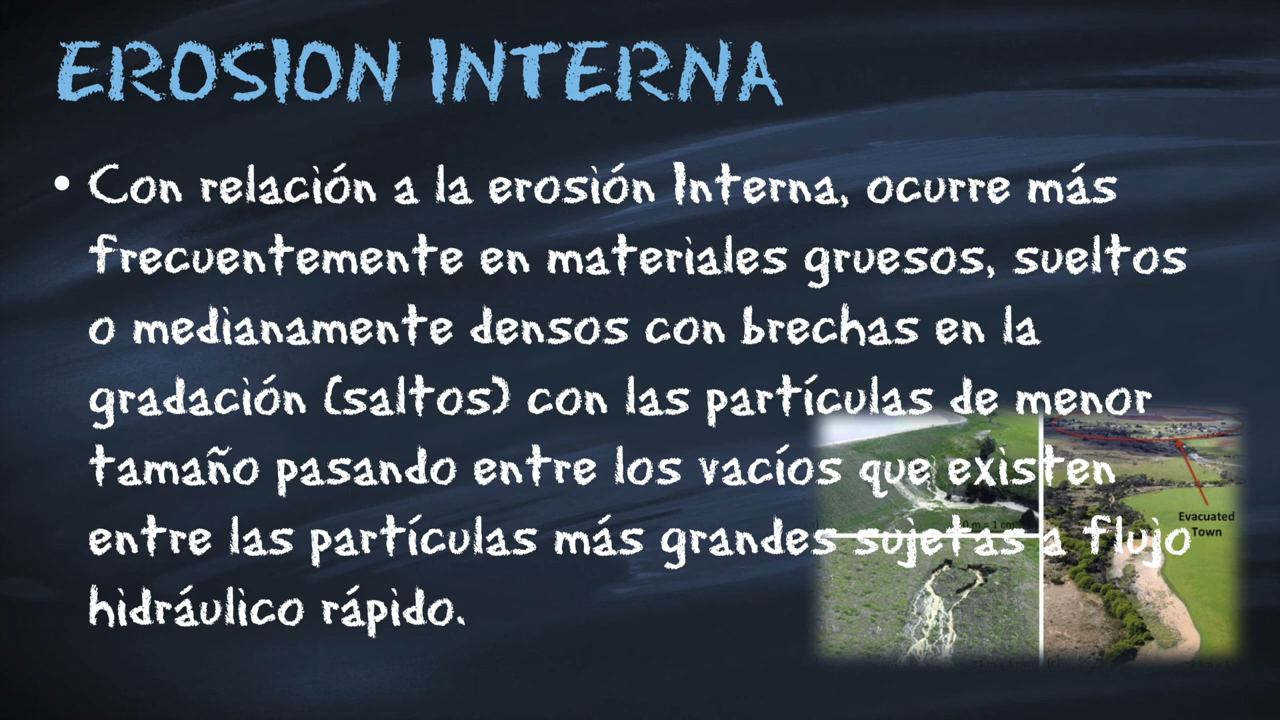 EROSION INTERNA
• Con relación a la erosión Interna, ocurre más
frecuentemente en materiales gruesos, sueltos
o medianamente densos con brechas en la
gradación (saltos) con las partículas de menor
tamaño pasando entre los vacíos que existen
entre las partículas más grandes sujetas a flujo
hidráulico rápido.
Evacuated
Town